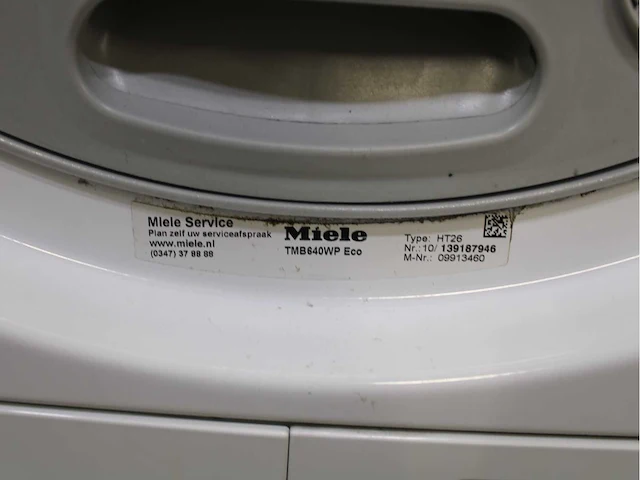 Miele Service
Plan zelf uw serviceafspraak
www.miele.nl
(0347) 37 88 88
Miele
TMB640WP Eco
Type: HT26
Nr.: 10/ 139187946
M-Nr.: 09913460